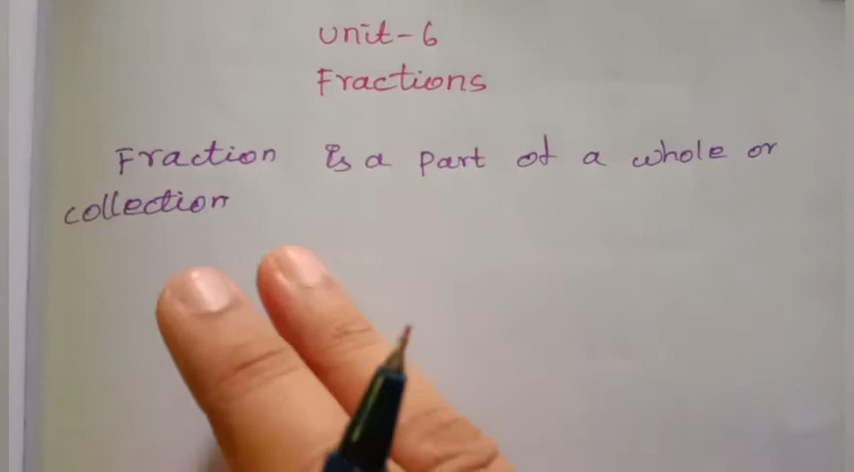 Unit-6
Fractions
Fraction is a part of a whole or
collection